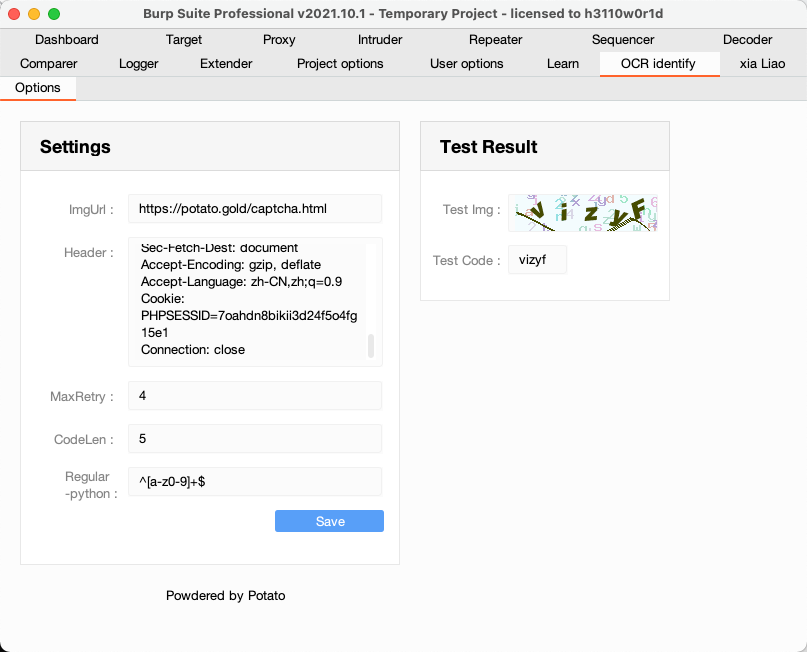 Burp Suite Professional v2021.10.1 - Temporary Project - licensed to h3110w0r1d
Dashboard Target Proxy Intruder Repeater Sequencer Decoder
Comparer Logger Extender Project options User options Learn OCR identify xia Liao
Options
Settings
ImgUrl : https://potato.gold/captcha.html
Header : Sec-Fetch-Dest: document
Accept-Encoding: gzip, deflate
Accept-Language: zh-CN,zh;q=0.9
Cookie:
PHPSESSID=7oahdn8bikii3d24f5o4fg
15e1
Connection: close
MaxRetry : 4
CodeLen : 5
Regular
-python : ^[a-z0-9]+$
Save
Powdered by Potato
Test Result
Test Img : v i z y F
Test Code : vizyf